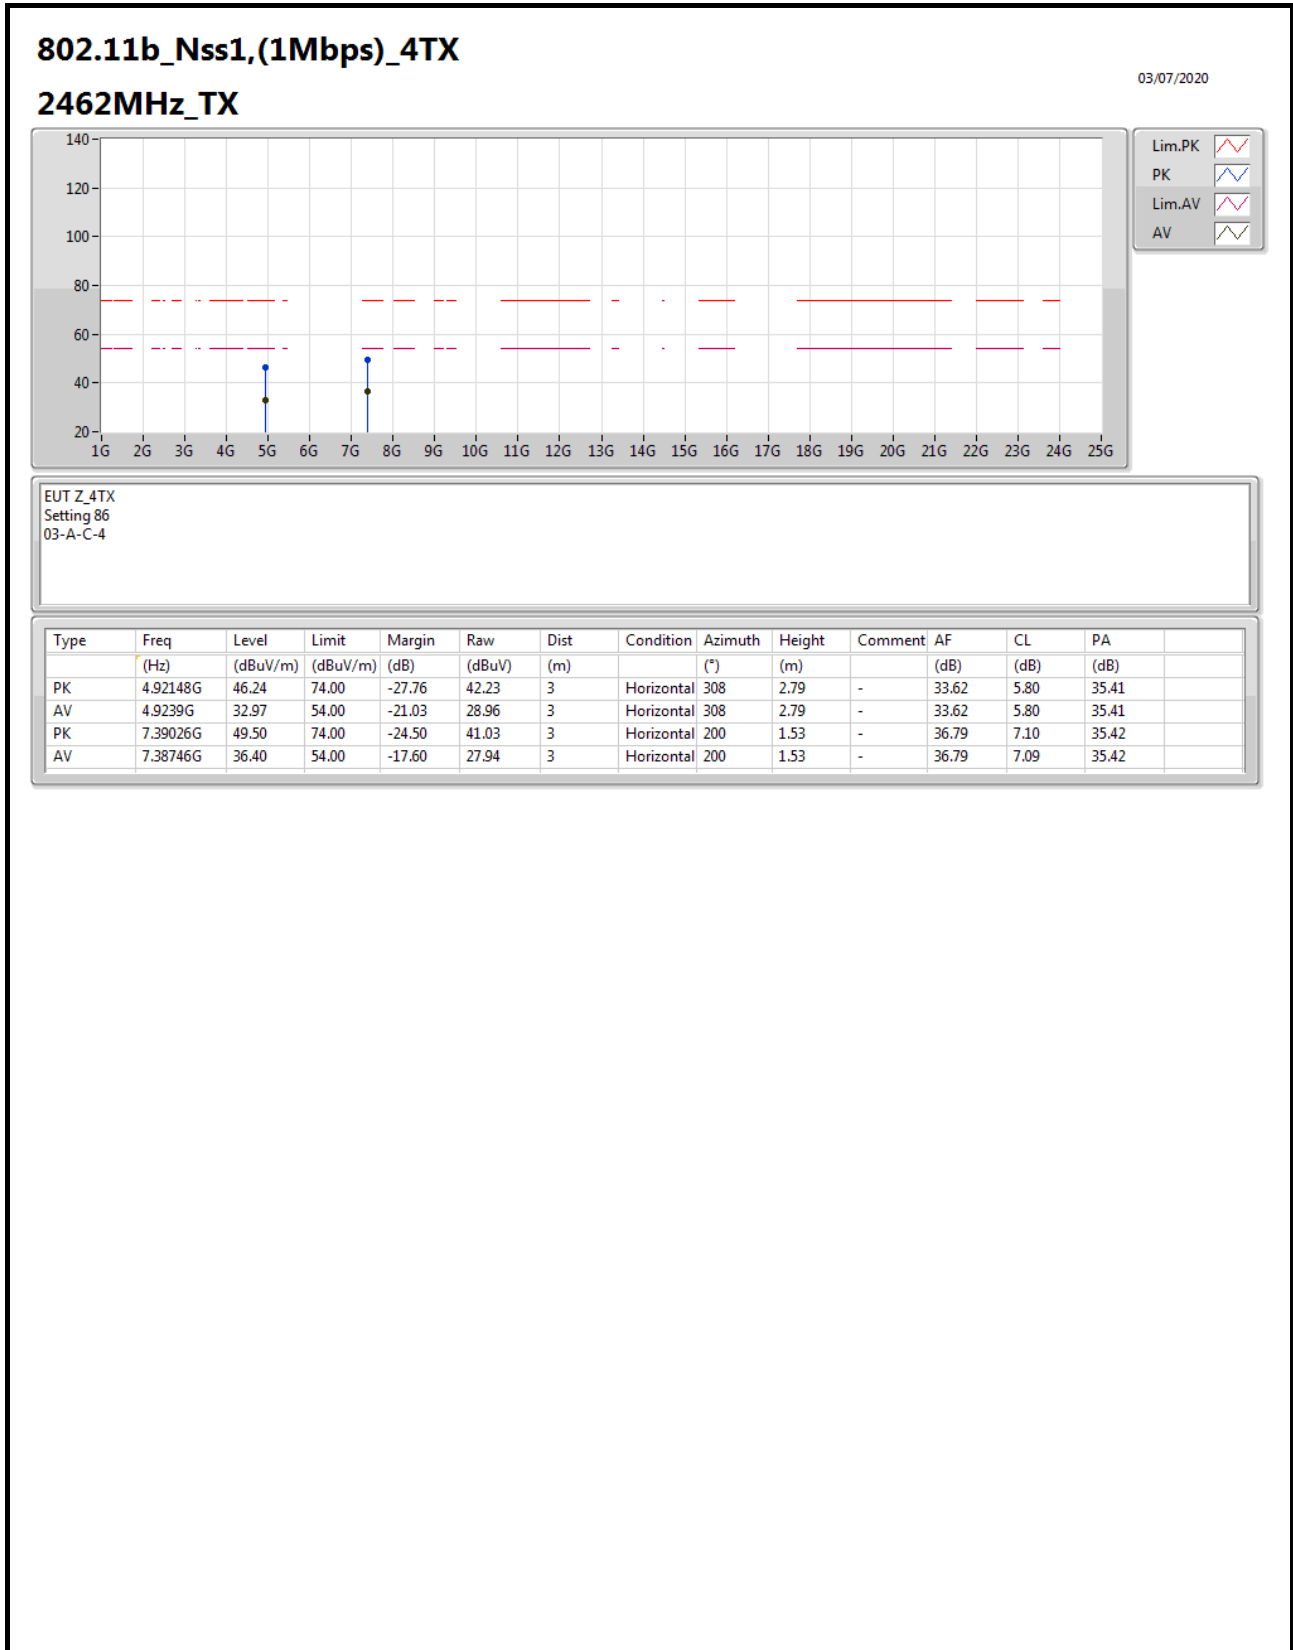 802.11b_Nss1,(1Mbps)_4TX
03/07/2020
2462MHz_TX
140
120
100
80
60
40
20
1G 2G 3G 4G 5G 6G 7G 8G 9G 10G 11G 12G 13G 14G 15G 16G 17G 18G 19G 20G 21G 22G 23G 24G 25G
Lim.PK
PK
Lim.AV
AV
EUT Z_4TX
Setting 86
03-A-C-4
Type Freq Level Limit Margin Raw Dist Condition Azimuth Height Comment AF CL PA
(Hz) (dBuV/m) (dBuV/m) (dB) (dBuV) (m) (°) (m) (dB) (dB) (dB)
PK 4.92148G 46.24 74.00 -27.76 42.23 3 Horizontal 308 2.79 - 33.62 5.80 35.41
AV 4.9239G 32.97 54.00 -21.03 28.96 3 Horizontal 308 2.79 - 33.62 5.80 35.41
PK 7.39026G 49.50 74.00 -24.50 41.03 3 Horizontal 200 1.53 - 36.79 7.10 35.42
AV 7.38746G 36.40 54.00 -17.60 27.94 3 Horizontal 200 1.53 - 36.79 7.09 35.42